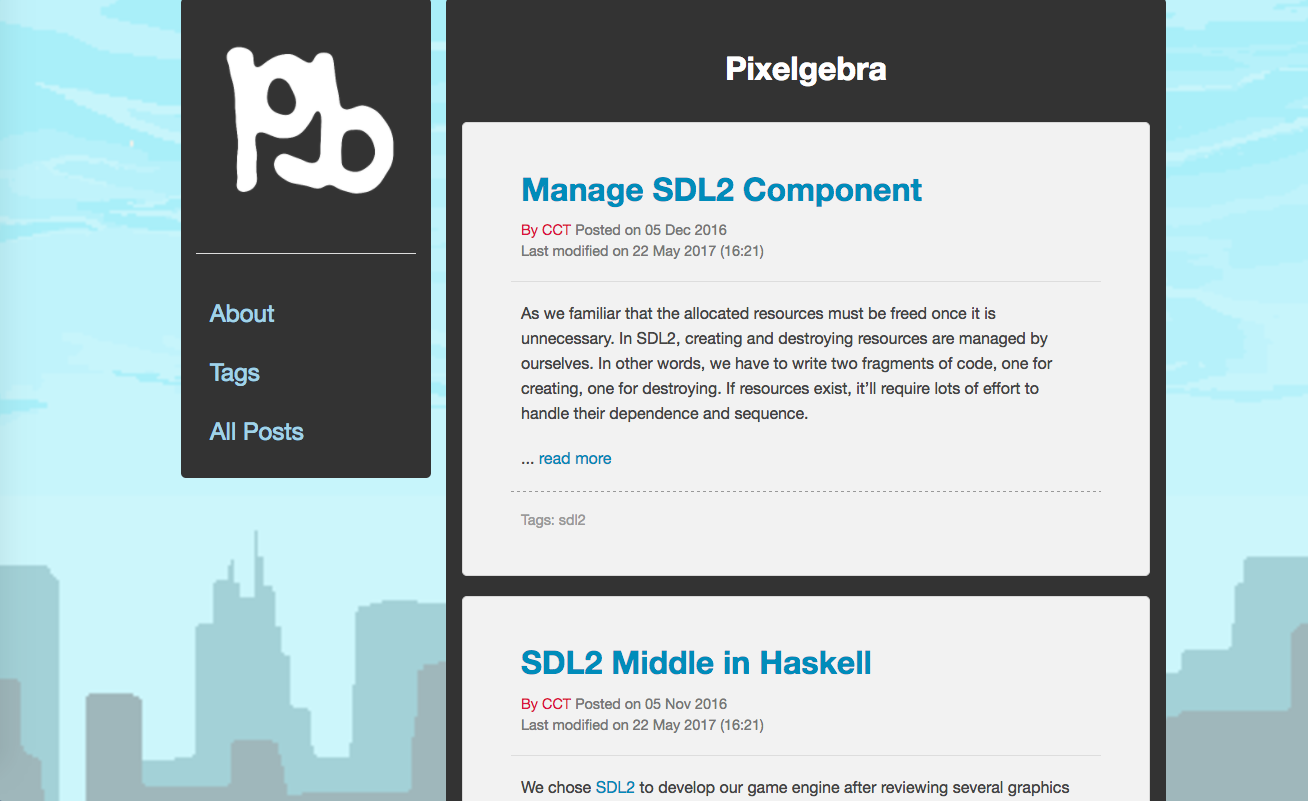 pb
About
Tags
All Posts
Pixelgebra
Manage SDL2 Component
By CCT Posted on 05 Dec 2016
Last modified on 22 May 2017 (16:21)
As we familiar that the allocated resources must be freed once it is
unnecessary. In SDL2, creating and destroying resources are managed by
ourselves. In other words, we have to write two fragments of code, one for
creating, one for destroying. If resources exist, it’ll require lots of effort to
handle their dependence and sequence.
... read more
Tags: sdl2
SDL2 Middle in Haskell
By CCT Posted on 05 Nov 2016
Last modified on 22 May 2017 (16:21)
We chose SDL2 to develop our game engine after reviewing several graphics